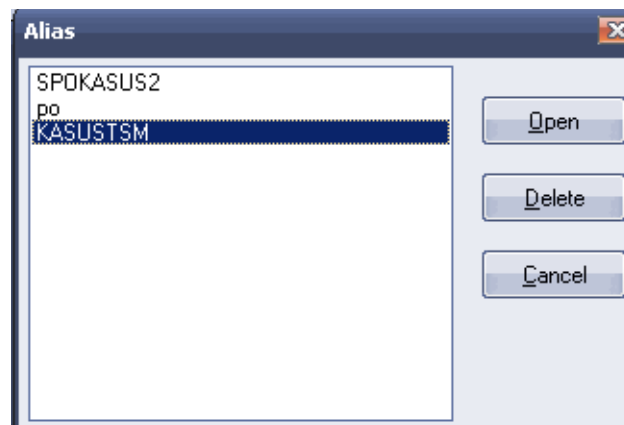 Alias
SPOKASUS2
po
KASUSTSM
Open
Delete
Cancel